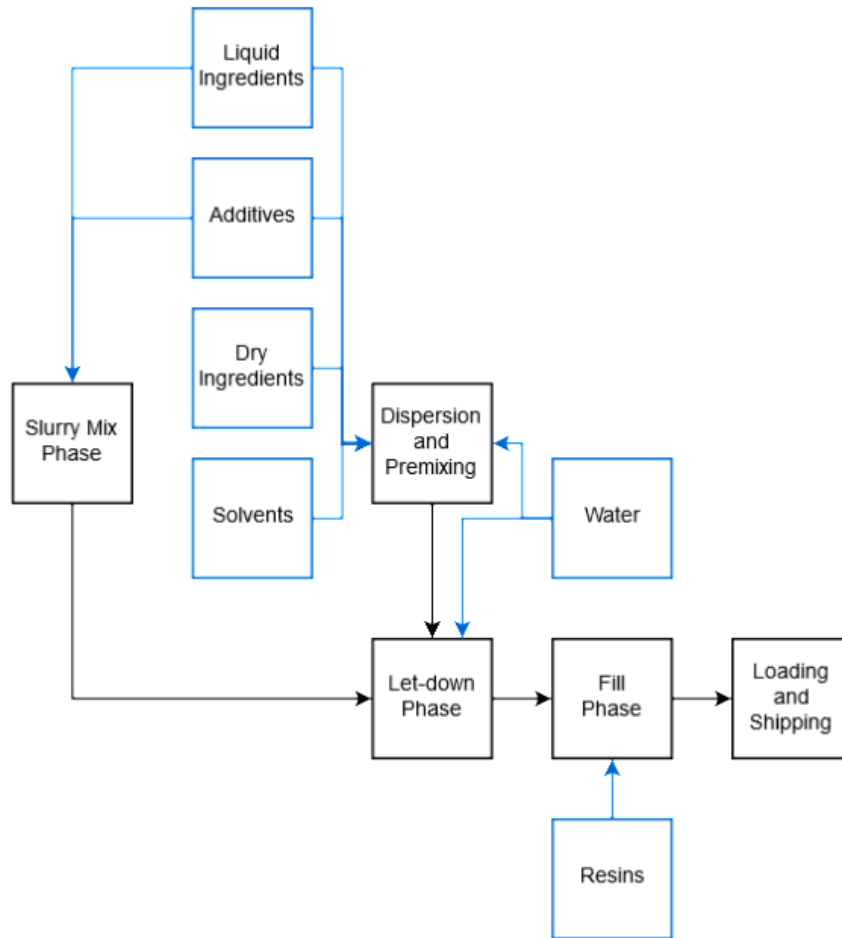 Liquid
Ingredients
Additives
Dry
Ingredients
Slurry Mix
Phase
Dispersion
and
Premixing
Solvents
Water
Let-down
Phase
Fill
Phase
Loading
and
Shipping
Resins